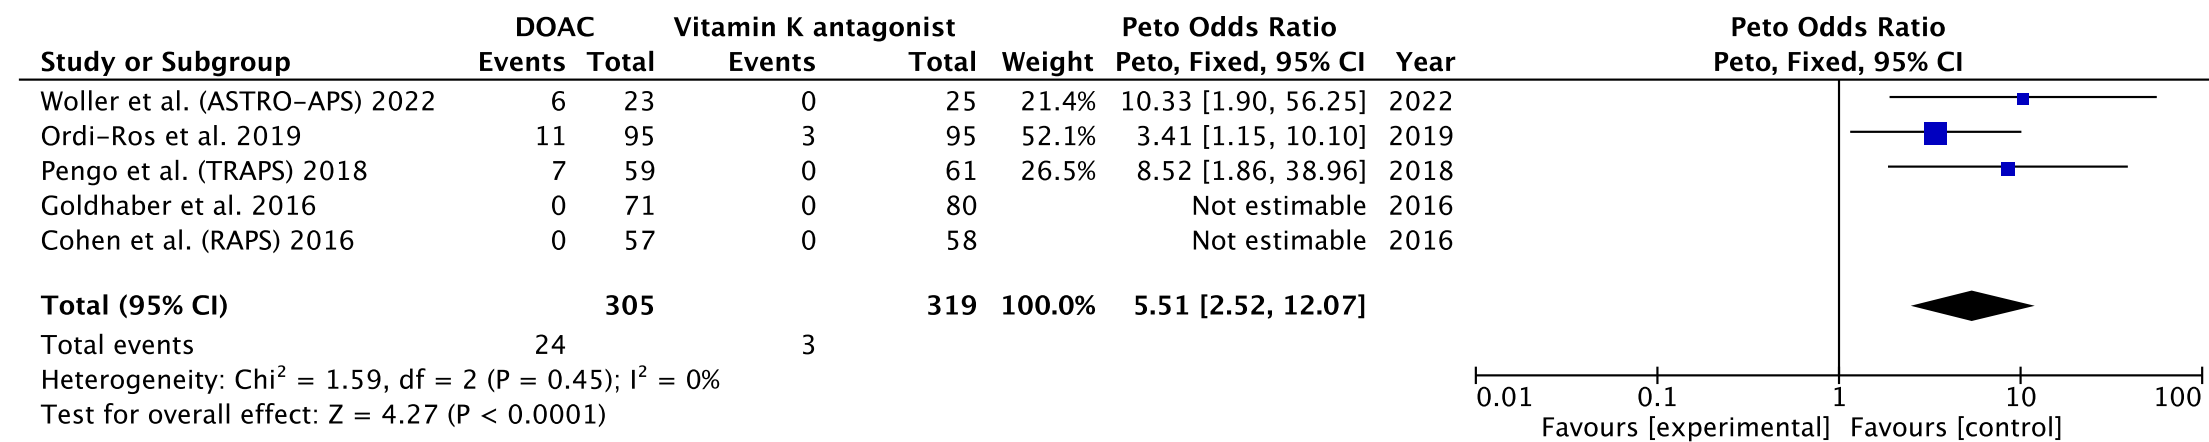 DOAC Vitamin K antagonist Peto Odds Ratio Peto Odds Ratio
Study or Subgroup Events Total Events Total Weight Peto, Fixed, 95% CI Year Peto, Fixed, 95% CI
Woller et al. (ASTRO-APS) 2022 6 23 0 25 21.4% 10.33 [1.90, 56.25] 2022
Ordi-Ros et al. 2019 11 95 3 95 52.1% 3.41 [1.15, 10.10] 2019
Pengo et al. (TRAPS) 2018 7 59 0 61 26.5% 8.52 [1.86, 38.96] 2018
Goldhaber et al. 2016 0 71 0 80 Not estimable 2016
Cohen et al. (RAPS) 2016 0 57 0 58 Not estimable 2016
Total (95% CI) 305 319 100.0% 5.51 [2.52, 12.07]
Total events 24 3
Heterogeneity: Chi² = 1.59, df = 2 (P = 0.45); I² = 0%
Test for overall effect: Z = 4.27 (P < 0.0001)
0.01 0.1 1 10 100
Favours [experimental] Favours [control]